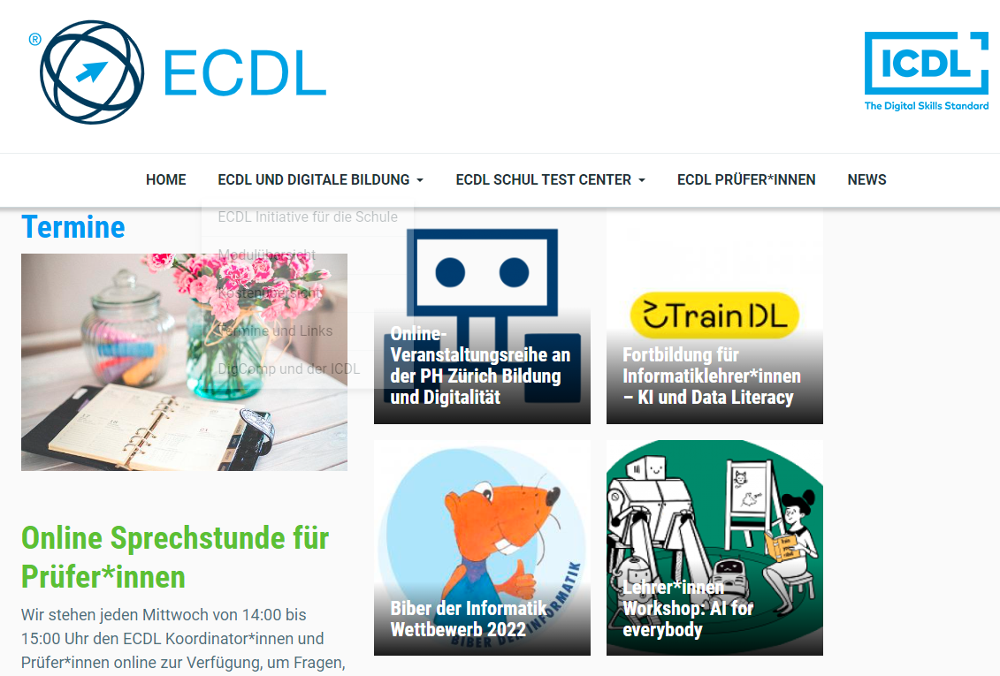 ®
ECDL
ICDL
The Digital Skills Standard
HOME
ECDL UND DIGITALE BILDUNG
ECDL SCHUL TEST CENTER
ECDL PRÜFER*INNEN
NEWS
ECDL Initiative für die Schule
Modulübersicht
Kostenübersicht
Termine und Links
DigComp und der ICDL
Termine
Online Sprechstunde für
Prüfer*innen
Wir stehen jeden Mittwoch von 14:00 bis
15:00 Uhr den ECDL Koordinator*innen und
Prüfer*innen online zur Verfügung, um Fragen,
Online-
Veranstaltungsreihe an
der PH Zürich Bildung
und Digitalität
TrainDL
Fortbildung für
Informatiklehrer*innen
– KI und Data Literacy
BIBER DER INFORMATIK
Biber der Informatik
Wettbewerb 2022
Lehrer*innen
Workshop: AI for
everybody